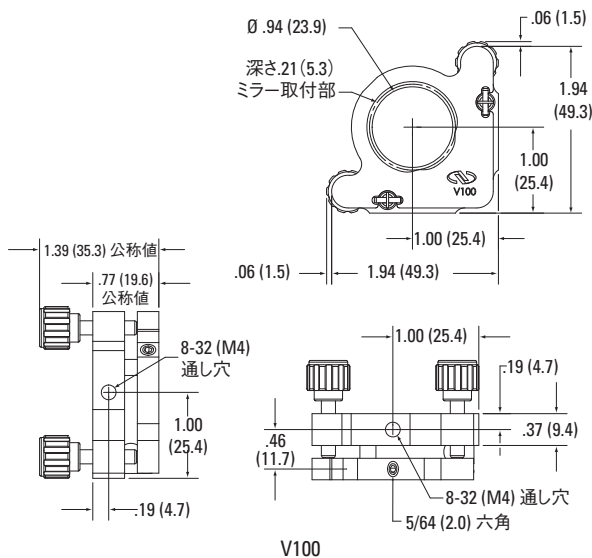 Ø .94 (23.9)
深さ.21 (5.3)
ミラー取付部
.06 (1.5)
1.94
(49.3)
1.00
(25.4)
V100
1.00 (25.4)
.06 (1.5)
1.94 (49.3)
1.39 (35.3) 公称値
.77 (19.6)
公称値
8-32 (M4)
通し穴
1.00
(25.4)
.19 (4.7)
1.00 (25.4)
.19 (4.7)
.37 (9.4)
.46
(11.7)
8-32 (M4) 通し穴
5/64 (2.0) 六角
V100